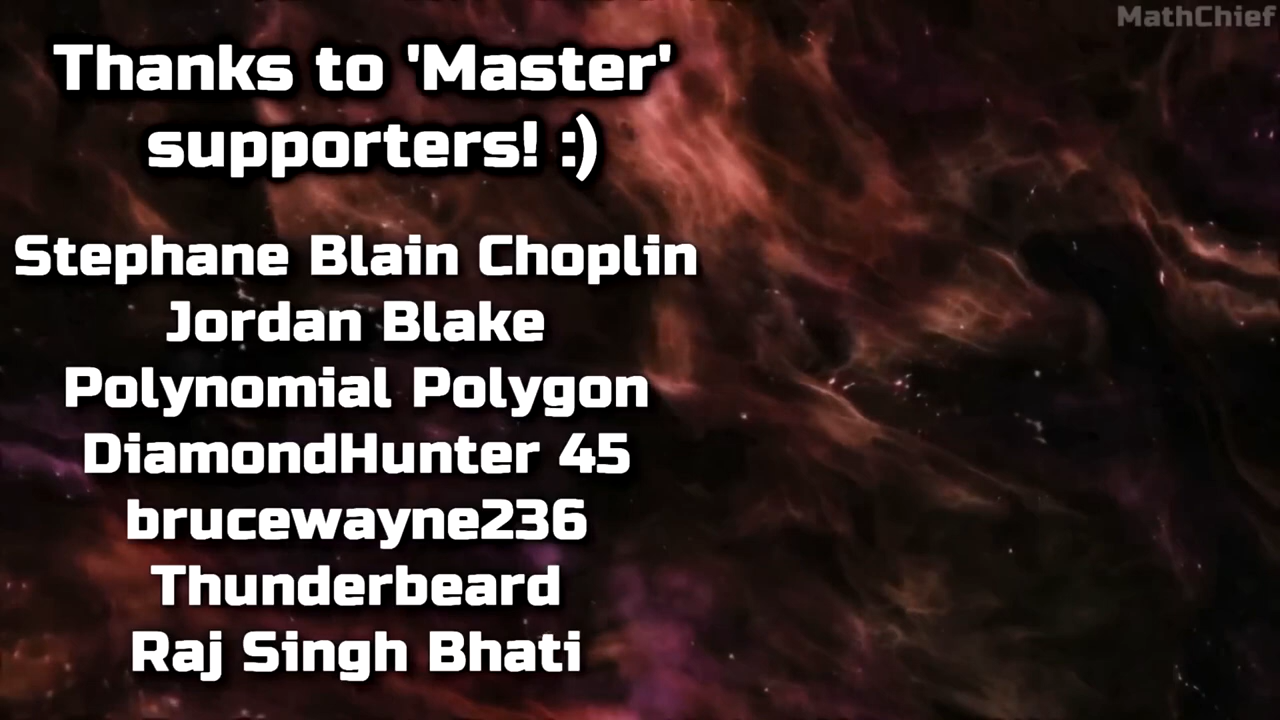 MathChief
Thanks to 'Master'
supporters! :)
Stephane Blain Choplin
Jordan Blake
Polynomial Polygon
DiamondHunter 45
brucewayne236
Thunderbeard
Raj Singh Bhati